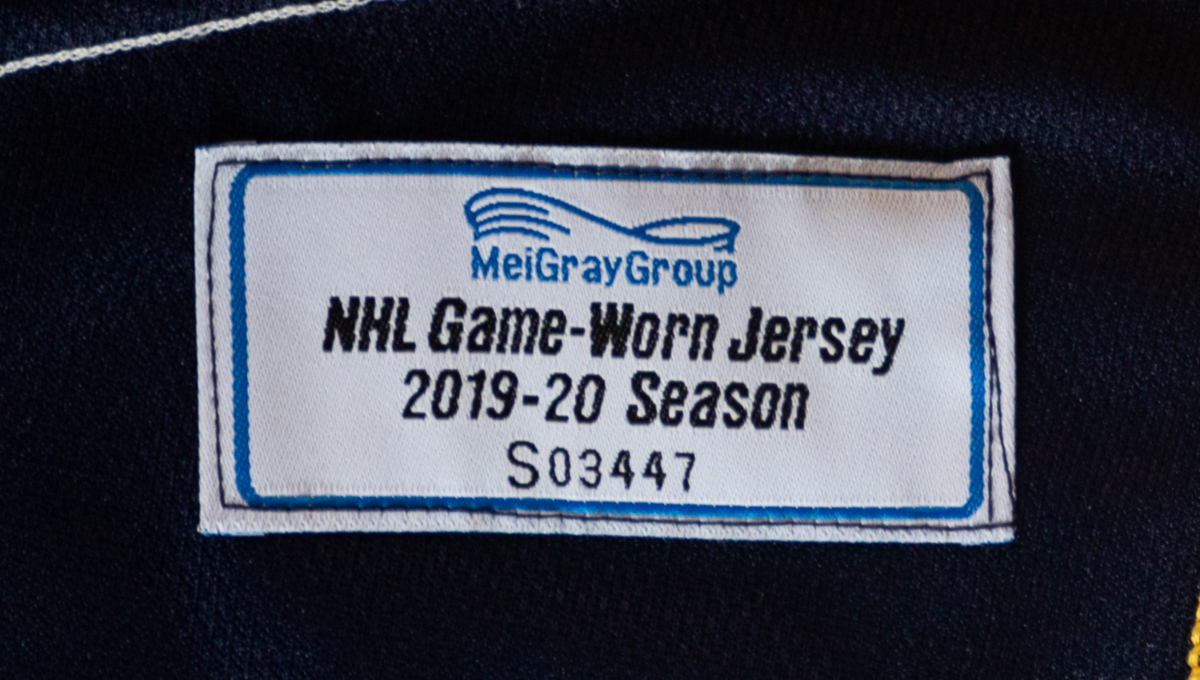 MeiGrayGroup
NHL Game-Worn Jersey
2019-20 Season
S03447